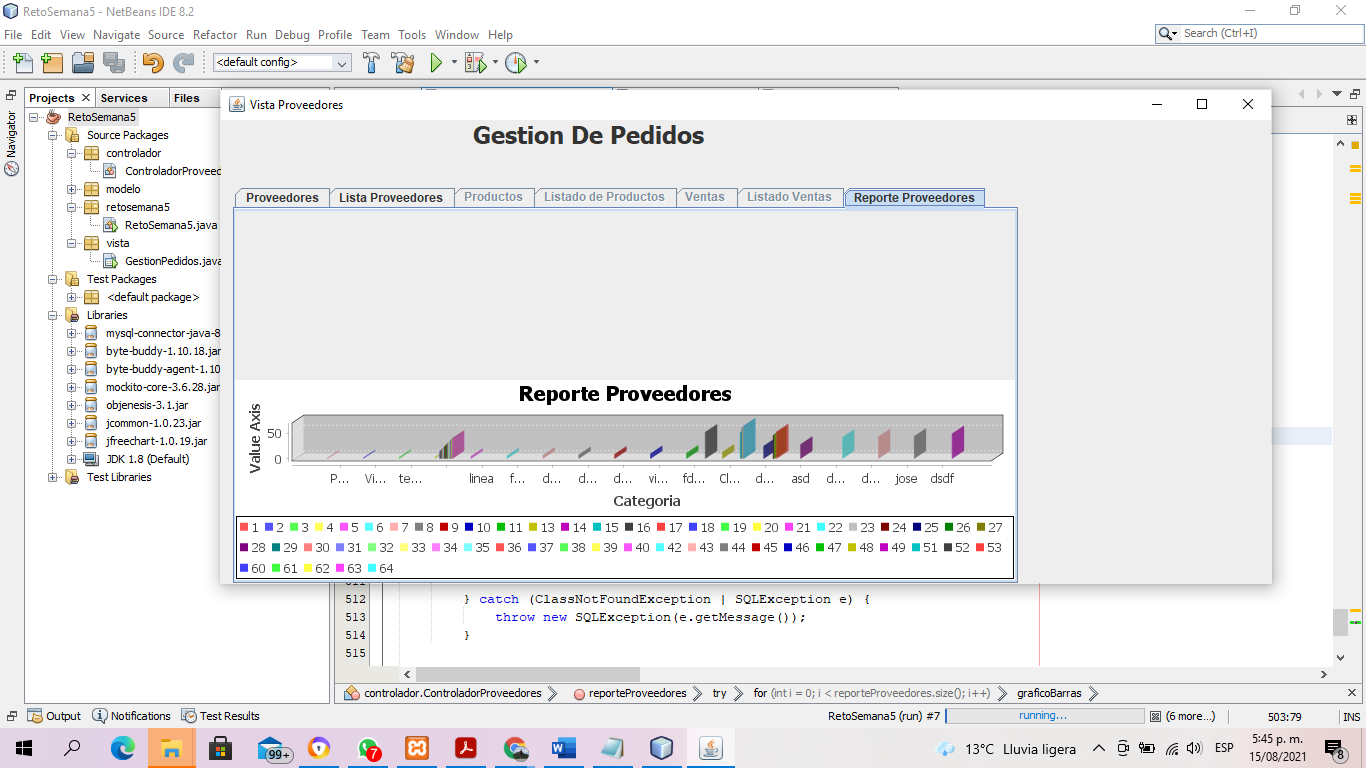 RetoSemana5 - NetBeans IDE 8.2
File Edit View Navigate Source Refactor Run Debug Profile Team Tools Window Help
Search (Ctrl+I)
<default config>
Projects Services Files
Navigator
RetoSemana5
Source Packages
controlador
ControladorProveed
modelo
retosemana5
RetoSemana5.java
vista
GestionPedidos.java
Test Packages
<default package>
Libraries
mysql-connector-java-8
byte-buddy-1.10.18.jar
byte-buddy-agent-1.10
mockito-core-3.6.28.jar
objenesis-3.1.jar
jcommon-1.0.23.jar
jfreechart-1.0.19.jar
JDK 1.8 (Default)
Test Libraries
Vista Proveedores
Gestion De Pedidos
Proveedores Lista Proveedores Productos Listado de Productos Ventas Listado Ventas Reporte Proveedores
Reporte Proveedores
Value Axis
50
0
P... Vi... te... linea f... d... d... d... vi... fd... Cl... d... asd d... d... jose dsdf
Categoria
1 2 3 4 5 6 7 8 9 10 11 13 14 15 16 17 18 19 20 21 22 23 24 25 26 27
28 29 30 31 32 33 34 35 36 37 38 39 40 42 43 44 45 46 47 48 49 51 52 53
60 61 62 63 64
512 } catch (ClassNotFoundException | SQLException e) {
513 throw new SQLException(e.getMessage());
514 }
515
controlador.ControladorProveedores reporteProveedores try for (int i = 0; i < reporteProveedores.size(); i++) graficoBarras
Output Notifications Test Results
RetoSemana5 (run) #7 running... (6 more...) 503:79 INS
99+ 7 13°C Lluvia ligera ESP 5:45 p. m.
15/08/2021 8